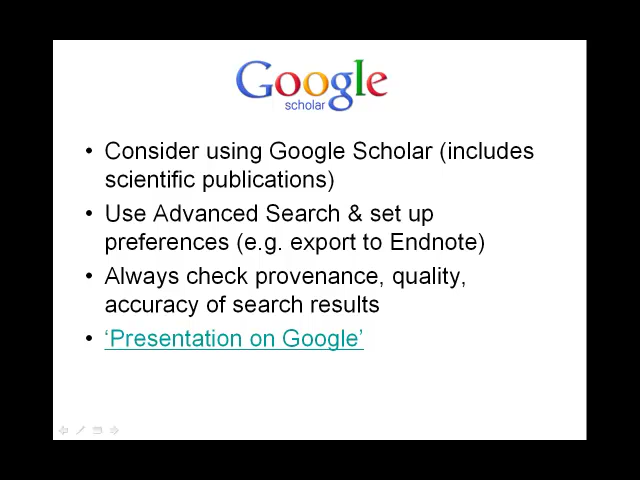 Google
scholar
• Consider using Google Scholar (includes
scientific publications)
• Use Advanced Search & set up
preferences (e.g. export to Endnote)
• Always check provenance, quality,
accuracy of search results
• ‘Presentation on Google’